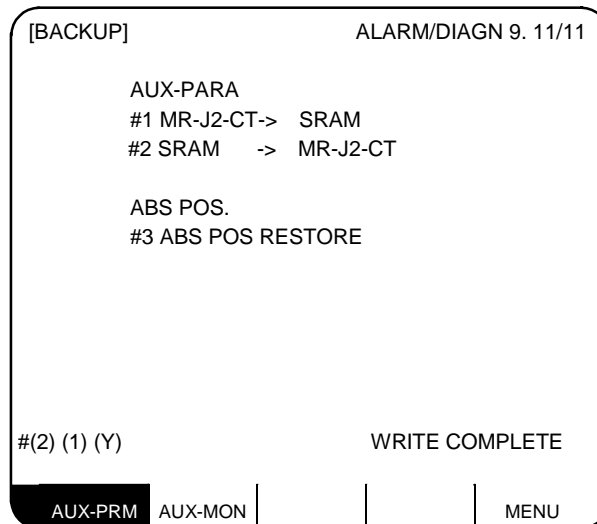 [BACKUP] ALARM/DIAGN 9. 11/11
AUX-PARA
#1 MR-J2-CT-> SRAM
#2 SRAM -> MR-J2-CT
ABS POS.
#3 ABS POS RESTORE
#(2) (1) (Y) WRITE COMPLETE
AUX-PRM AUX-MON MENU